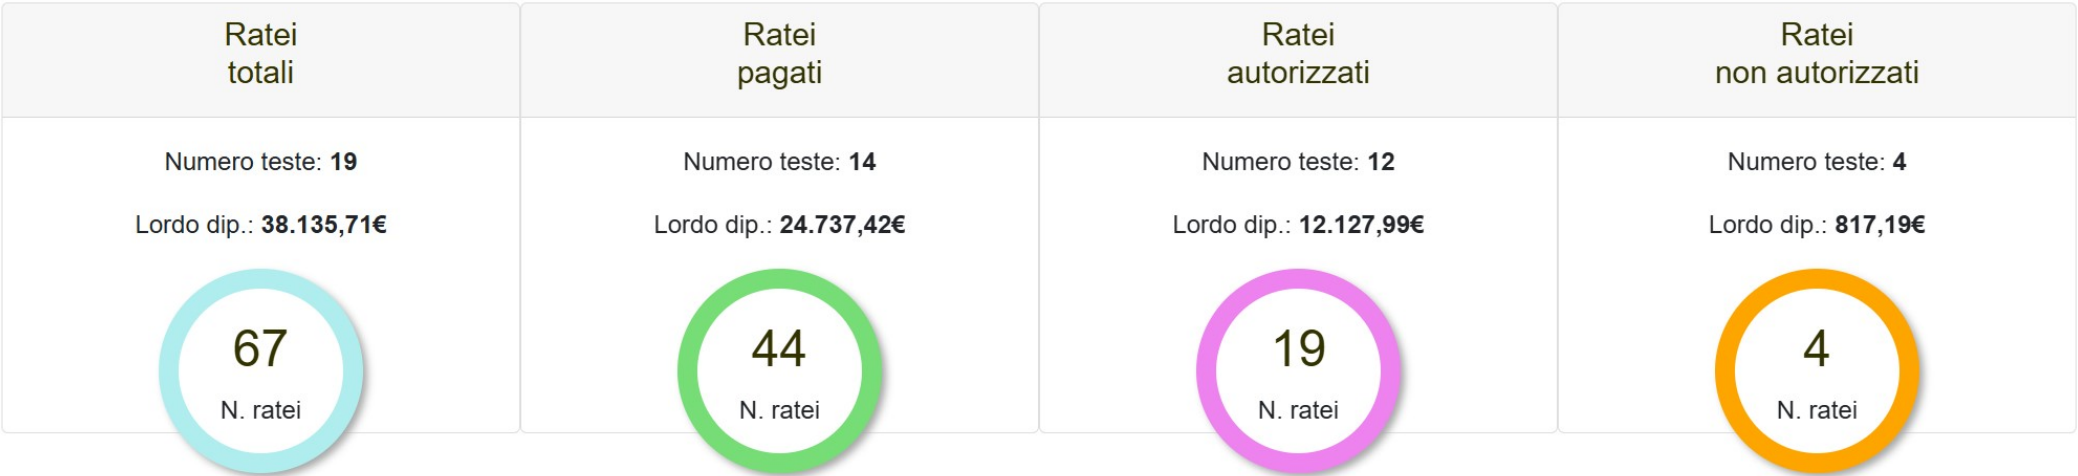 Ratei
totali
Numero teste: 19
Lordo dip.: 38.135,71€
67
N. ratei
Ratei
pagati
Numero teste: 14
Lordo dip.: 24.737,42€
44
N. ratei
Ratei
autorizzati
Numero teste: 12
Lordo dip.: 12.127,99€
19
N. ratei
Ratei
non autorizzati
Numero teste: 4
Lordo dip.: 817,19€
4
N. ratei